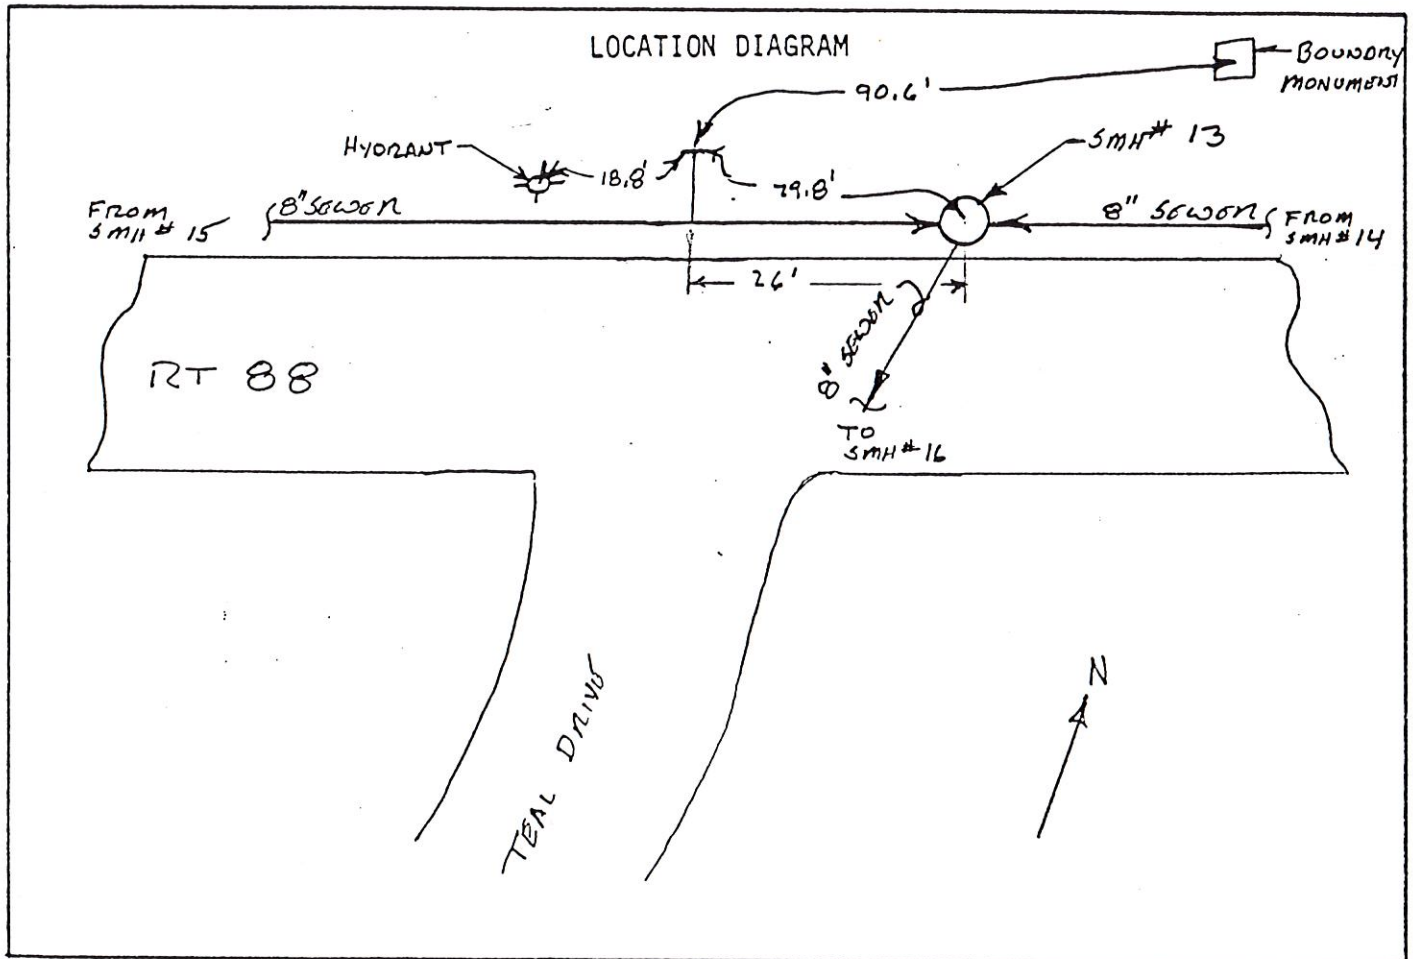 LOCATION DIAGRAM
BOUNDRY
MONUMENT
90.6'
SMH# 13
HYDRANT
18.8'
79.8'
FROM
SMH# 15
8" SEWER
8" SEWER
FROM
SMH#14
26'
8" SEWER
RT 88
TO
SMH#16
N
TEAL DRIVE